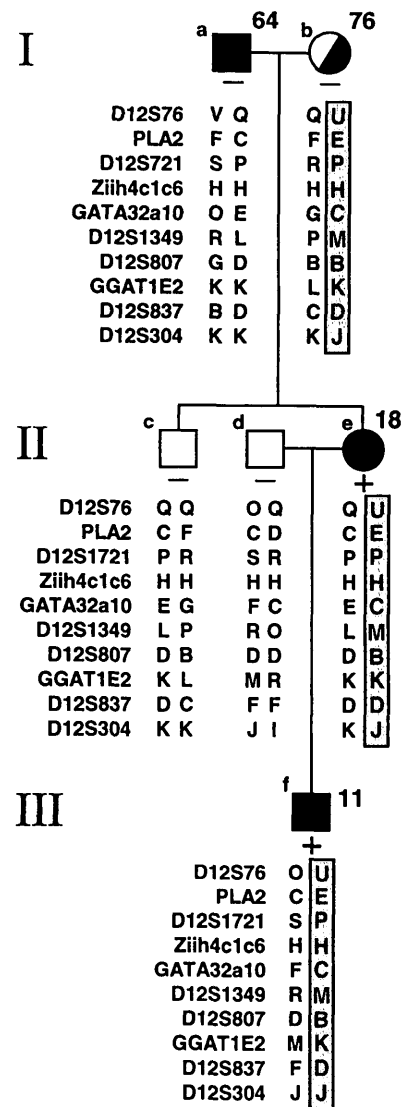 a 64 b 76
I
− −
D12S76 V Q Q U
PLA2 F C F E
D12S721 S P R P
Ziih4c1c6 H H H H
GATA32a10 O E G C
D12S1349 R L P M
D12S807 G D B B
GGAT1E2 K K L K
D12S837 B D C D
D12S304 K K K J
II
c d e 18
− − +
D12S76 Q Q O Q Q U
PLA2 C F C D C E
D12S1721 P R S R P P
Ziih4c1c6 H H H H H H
GATA32a10 E G F C E C
D12S1349 L P R O L M
D12S807 D B D D D B
GGAT1E2 K L M R K K
D12S837 D C F F D D
D12S304 K K J I K J
III
f 11
+
D12S76 O U
PLA2 C E
D12S1721 S P
Ziih4c1c6 H H
GATA32a10 F C
D12S1349 R M
D12S807 D B
GGAT1E2 M K
D12S837 F D
D12S304 J J